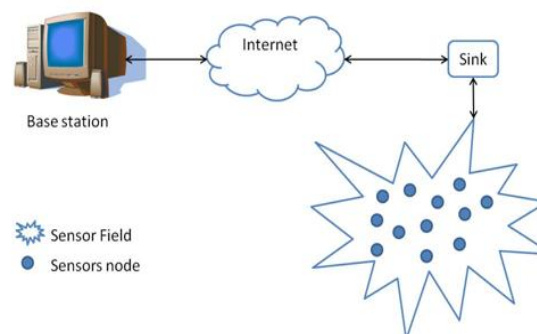 Internet
Sink
Base station
Sensor Field
Sensors node